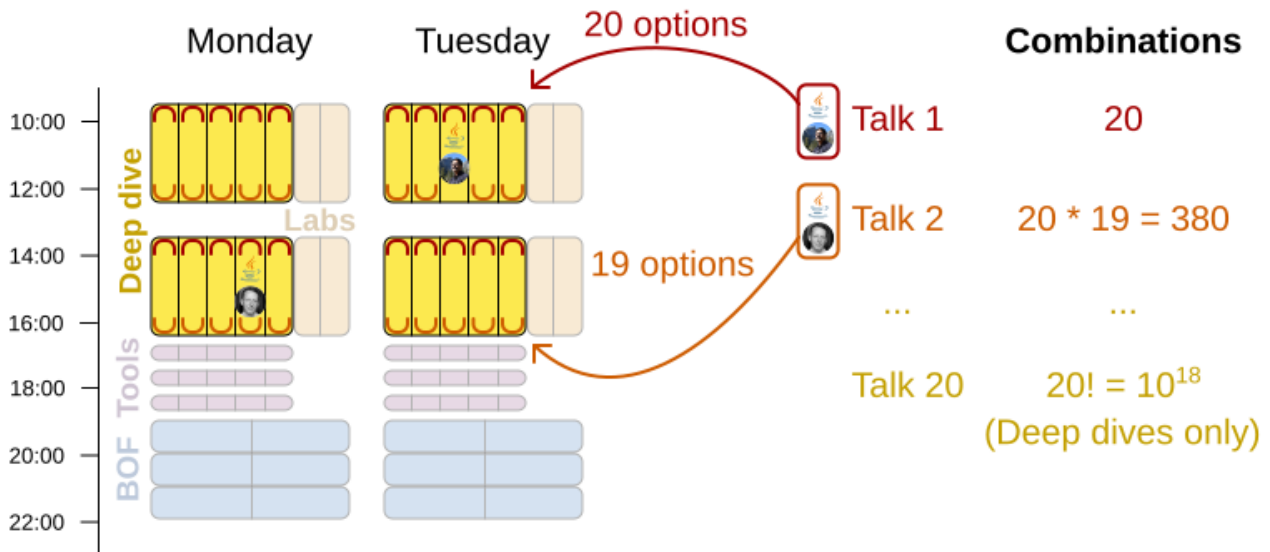 Monday
Tuesday
20 options
Combinations
10:00
12:00
14:00
16:00
18:00
20:00
22:00
Deep dive
Labs
Tools
BOF
19 options
Talk 1
20
Talk 2
20 * 19 = 380
...
...
Talk 20
20! = 10¹⁸
(Deep dives only)